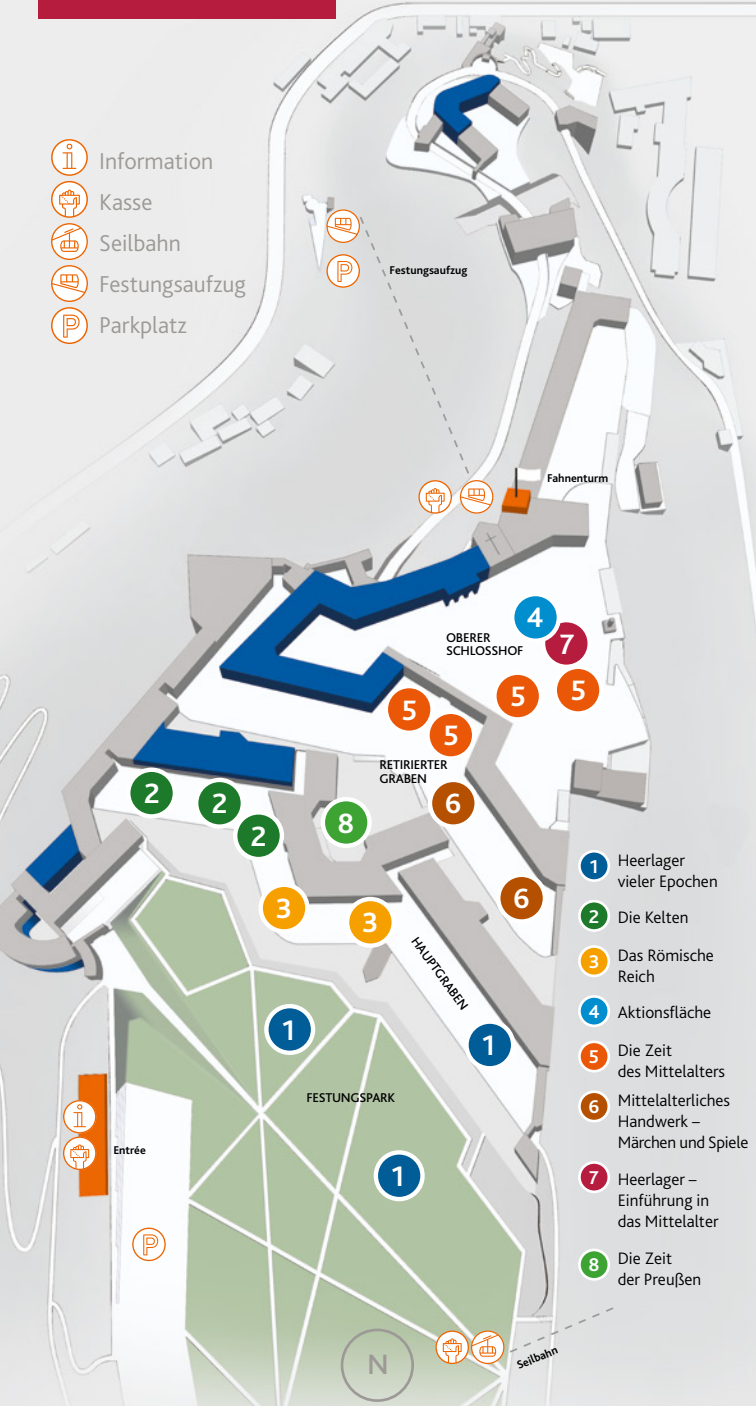 Information
Kasse
Seilbahn
Festungsaufzug
P
Parkplatz
P
Festungsaufzug
Fahnenturm
4
OBERER
SCHLOSSHOF
7
5
5
5
5
RETIRIERTER
GRABEN
2
2
2
6
8
6
3
3
HAUPTGRABEN
1
1
FESTUNGSPARK
1
i
Entrée
P
N
Seilbahn
1 Heerlager
vieler Epochen
2 Die Kelten
3 Das Römische
Reich
4 Aktionsfläche
5 Die Zeit
des Mittelalters
6 Mittelalterliches
Handwerk –
Märchen und Spiele
7 Heerlager –
Einführung in
das Mittelalter
8 Die Zeit
der Preußen